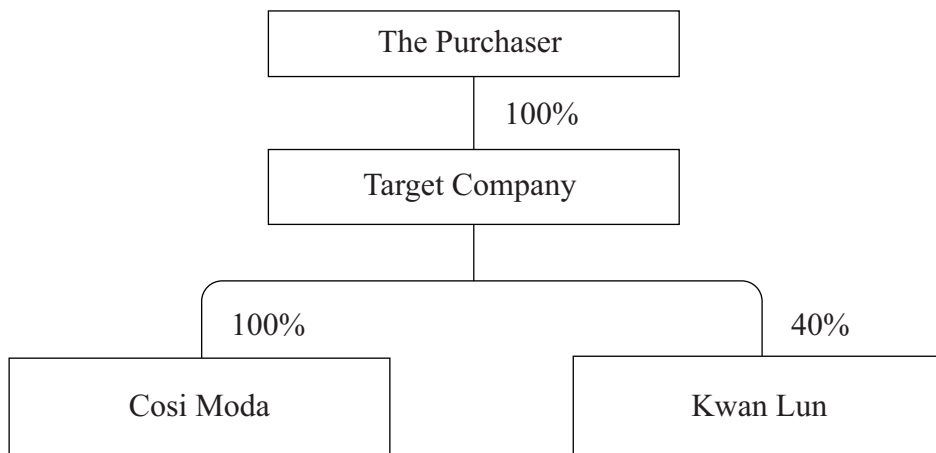 The Purchaser
100%
Target Company
100%
40%
Cosi Moda
Kwan Lun